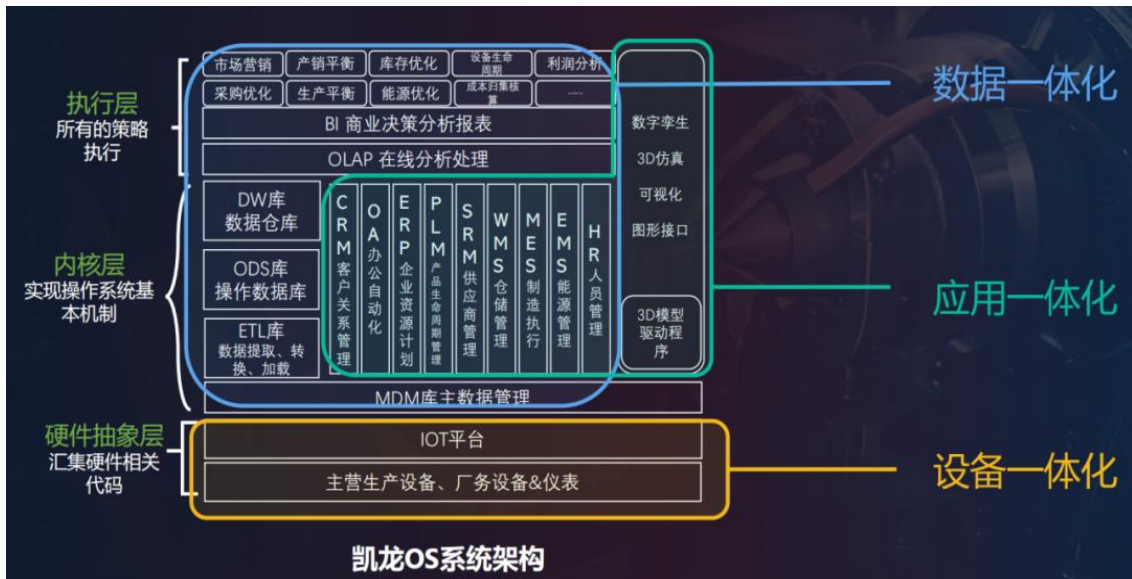 市场营销
产销平衡
库存优化
设备生命
周期
利润分析
采购优化
生产平衡
能源优化
成本归集核
算
……
执行层
所有的策略
执行
BI 商业决策分析报表
OLAP 在线分析处理
数字孪生
3D仿真
可视化
图形接口
3D模型
驱动程
序
内核层
实现操作系统基
本机制
DW库
数据仓库
ODS库
操作数据库
ETL库
数据提取、转
换、加载
CRM客户关系管理
OA办公自动化
ERP企业资源计划
PLM产品生命周期管理
SRM供应商管理
WMS仓储管理
MES制造执行
EMS能源管理
HR人员管理
MDM库主数据管理
硬件抽象层
汇集硬件相关
代码
IOT平台
主营生产设备、厂务设备&仪表
数据一体化
应用一体化
设备一体化
凯龙OS系统架构